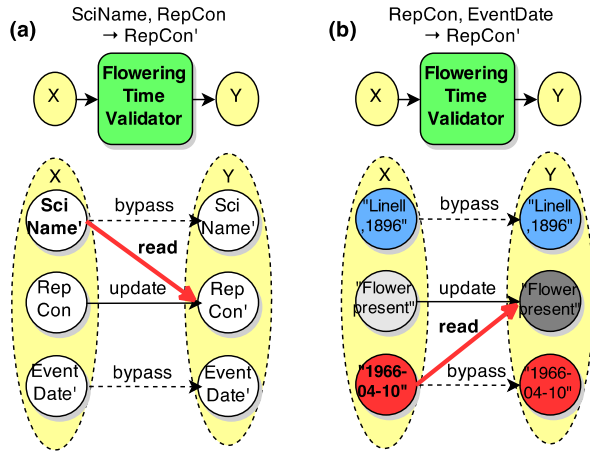 (a)
SciName, RepCon
→ RepCon'
X
Flowering
Time
Validator
Y
X
Y
Sci
Name'
bypass
Sci
Name'
read
Rep
Con
update
Rep
Con'
Event
Date'
bypass
Event
Date'
(b)
RepCon, EventDate
→ RepCon'
X
Flowering
Time
Validator
Y
X
Y
"Linell
,1896"
bypass
"Linell
,1896"
"Flower
present"
update
"Flower
present"
read
"1966-
04-10"
bypass
"1966-
04-10"